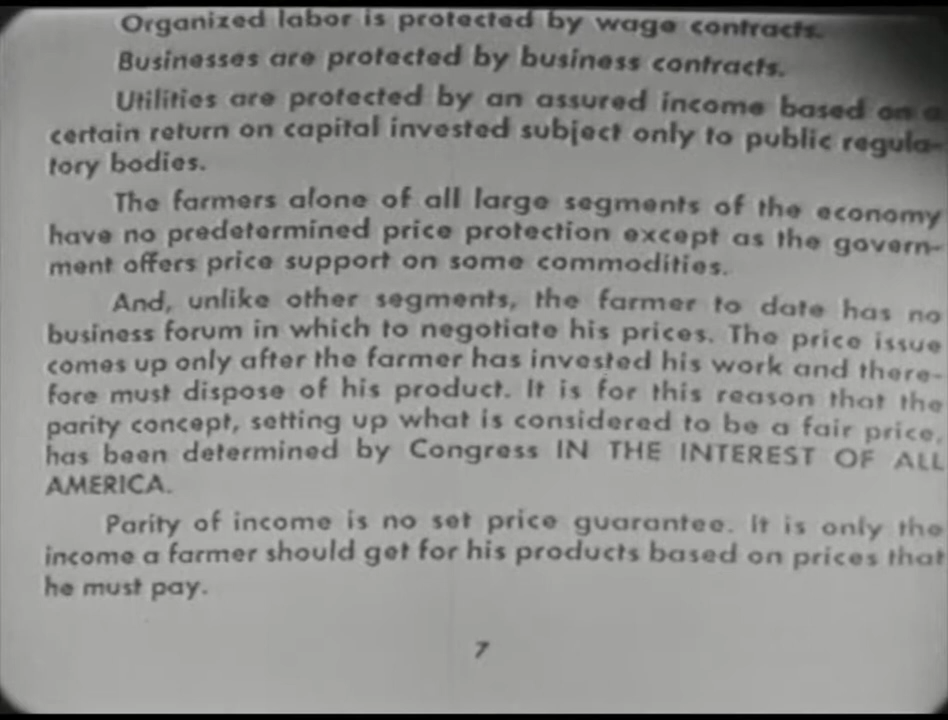 Organized labor is protected by wage contracts.
Businesses are protected by business contracts.
Utilities are protected by an assured income based on a
certain return on capital invested subject only to public regula-
tory bodies.
The farmers alone of all large segments of the economy
have no predetermined price protection except as the govern-
ment offers price support on some commodities.
And, unlike other segments, the farmer to date has no
business forum in which to negotiate his prices. The price issue
comes up only after the farmer has invested his work and there-
fore must dispose of his product. It is for this reason that the
parity concept, setting up what is considered to be a fair price,
has been determined by Congress IN THE INTEREST OF ALL
AMERICA.
Parity of income is no set price guarantee. It is only the
income a farmer should get for his products based on prices that
he must pay.
7